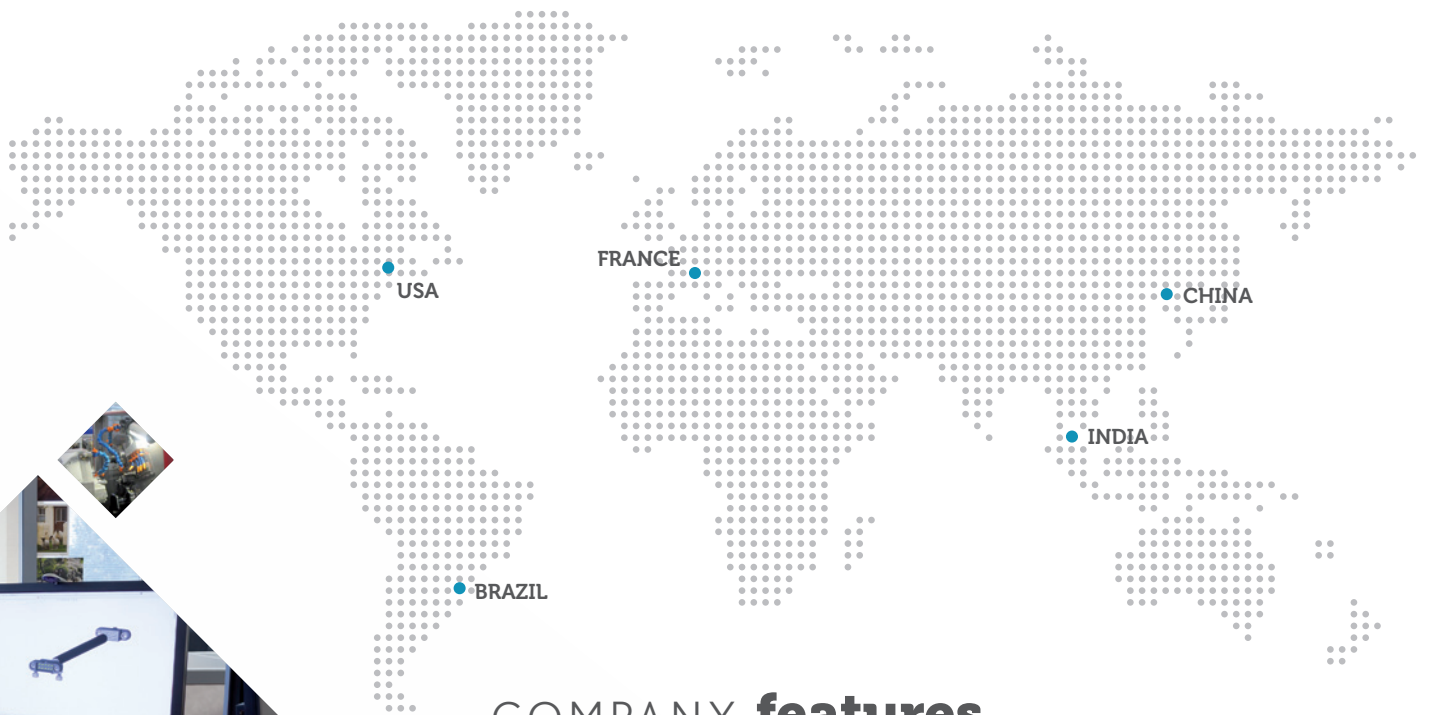 FRANCE
USA
CHINA
INDIA
BRAZIL
COMPANY features